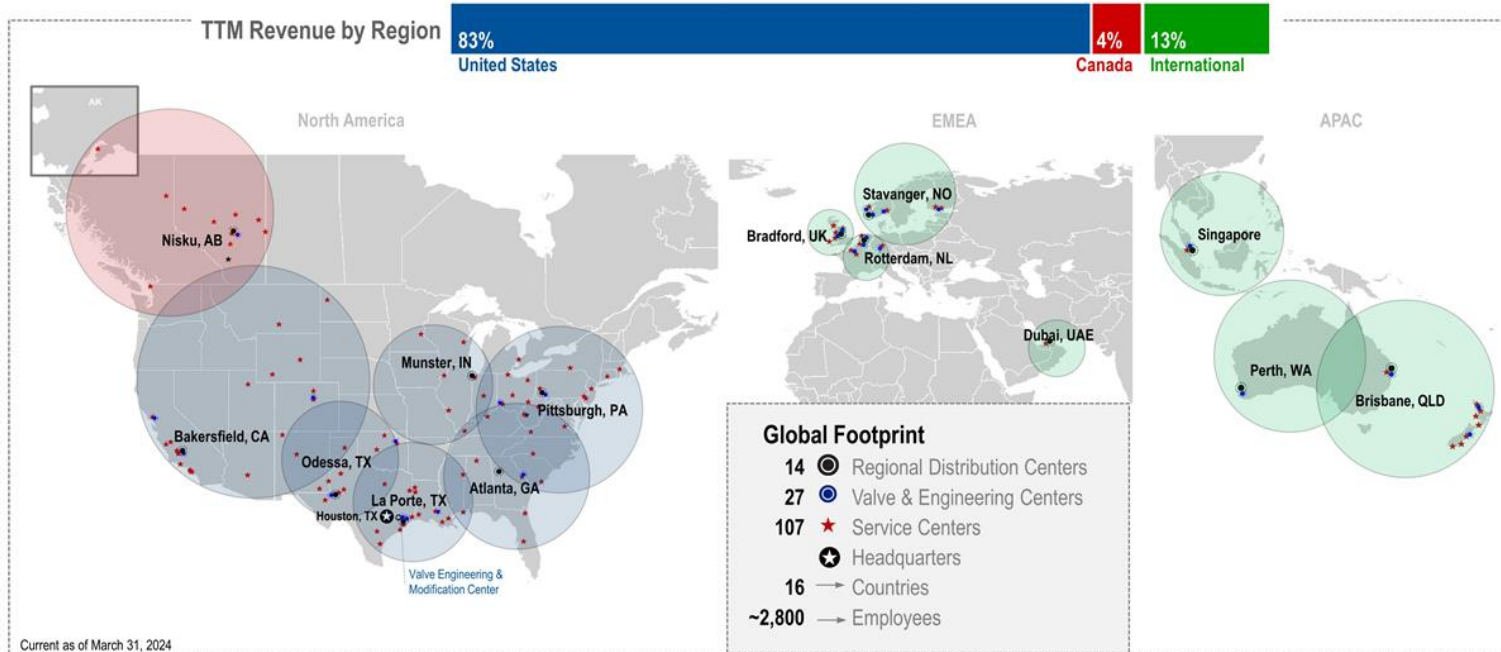 TTM Revenue by Region
83%
4%
13%
United States
Canada
International
AK
North America
EMEA
APAC
Nisku, AB
Bakersfield, CA
Munster, IN
Pittsburgh, PA
Odessa, TX
La Porte, TX
Atlanta, GA
Houston, TX
Valve Engineering &
Modification Center
Stavanger, NO
Bradford, UK
Rotterdam, NL
Dubai, UAE
Singapore
Perth, WA
Brisbane, QLD
Global Footprint
14 Regional Distribution Centers
27 Valve & Engineering Centers
107 Service Centers
Headquarters
16 Countries
~2,800 Employees
Current as of March 31, 2024